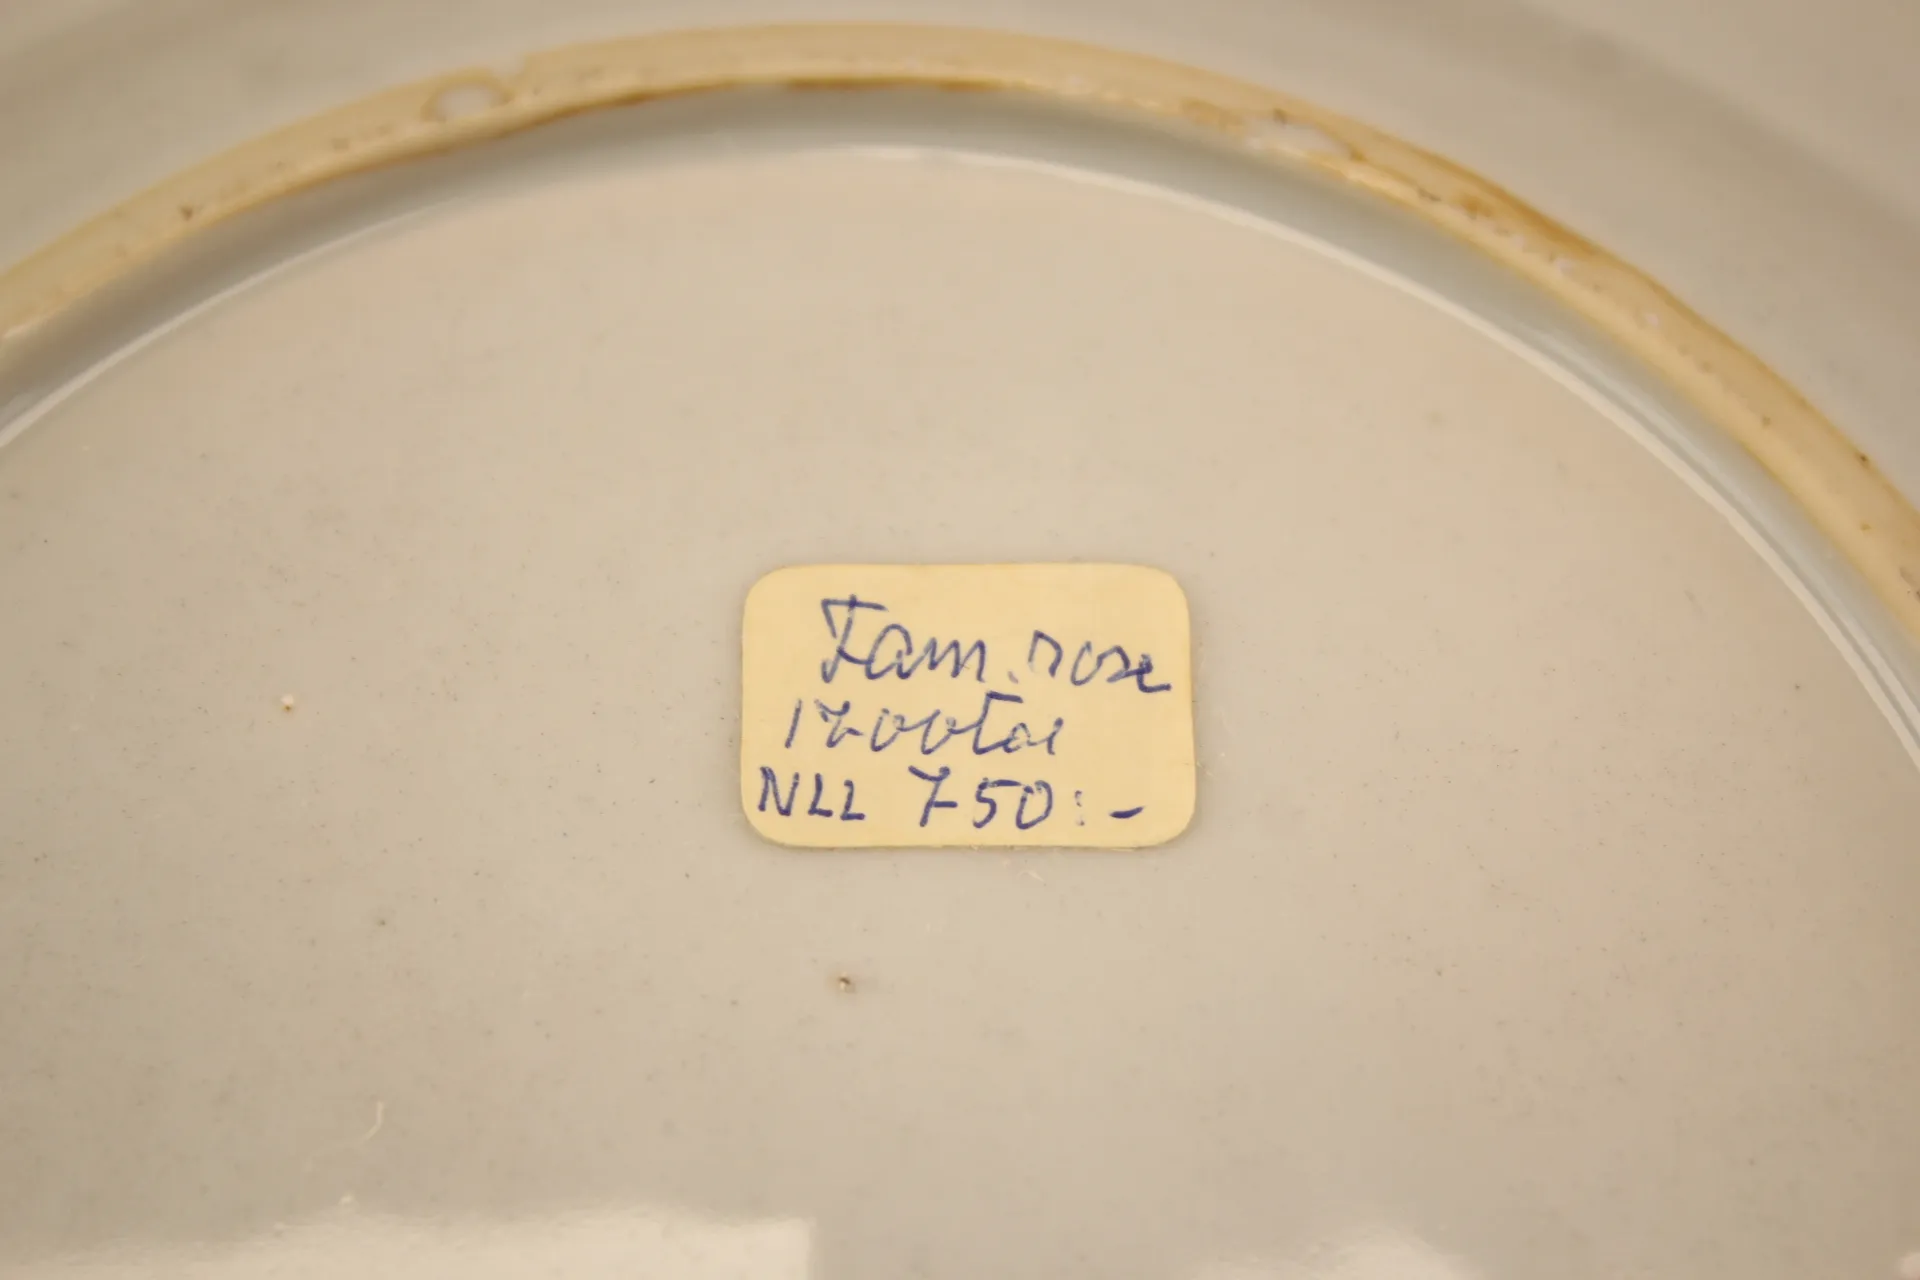 Fam. rose
1700tal
NLL 750:-